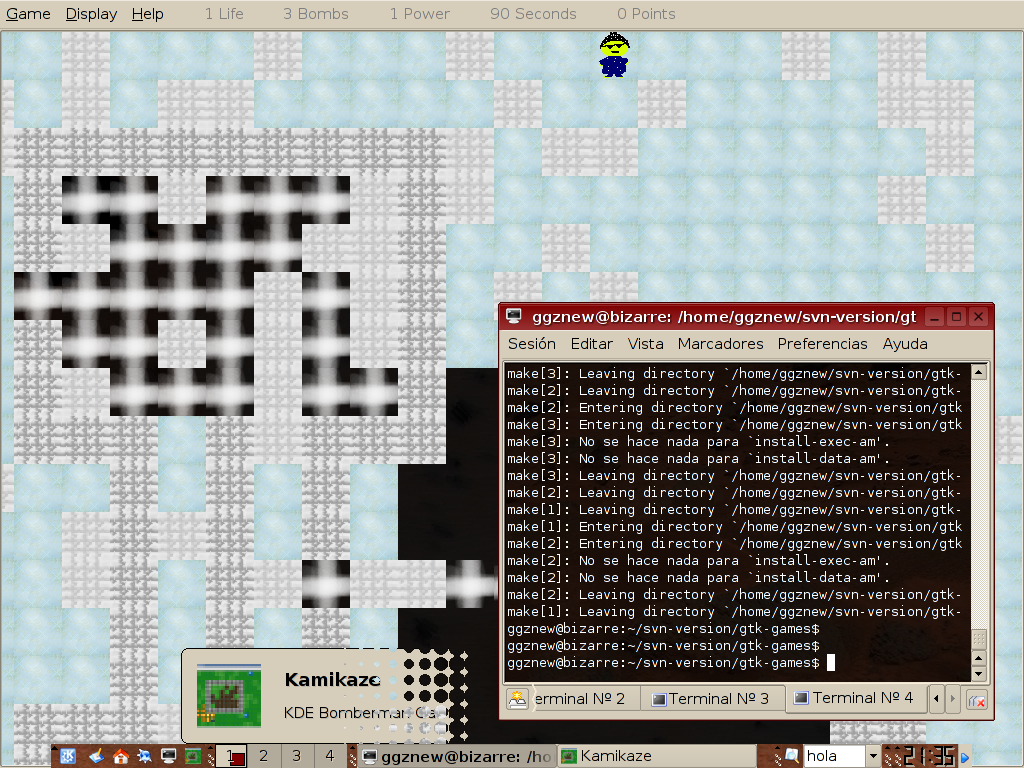 Game Display Help 1 Life 3 Bombs 1 Power 90 Seconds 0 Points
ggznew@bizarre: /home/ggznew/svn-version/gt
Sesión Editar Vista Marcadores Preferencias Ayuda
make[3]: Leaving directory `/home/ggznew/svn-version/gtk-
make[2]: Leaving directory `/home/ggznew/svn-version/gtk-
make[2]: Entering directory `/home/ggznew/svn-version/gtk
make[3]: Entering directory `/home/ggznew/svn-version/gtk
make[3]: No se hace nada para `install-exec-am'.
make[3]: No se hace nada para `install-data-am'.
make[3]: Leaving directory `/home/ggznew/svn-version/gtk-
make[2]: Leaving directory `/home/ggznew/svn-version/gtk-
make[1]: Leaving directory `/home/ggznew/svn-version/gtk-
make[1]: Entering directory `/home/ggznew/svn-version/gtk
make[2]: Entering directory `/home/ggznew/svn-version/gtk
make[2]: No se hace nada para `install-exec-am'.
make[2]: No se hace nada para `install-data-am'.
make[2]: Leaving directory `/home/ggznew/svn-version/gtk-
make[1]: Leaving directory `/home/ggznew/svn-version/gtk-
ggznew@bizarre:~/svn-version/gtk-games$
ggznew@bizarre:~/svn-version/gtk-games$
ggznew@bizarre:~/svn-version/gtk-games$
erminal Nº 2 Terminal Nº 3 Terminal Nº 4
Kamikaze
KDE Bomberman
1 2 3 4 ggznew@bizarre: /ho Kamikaze hola 21:35